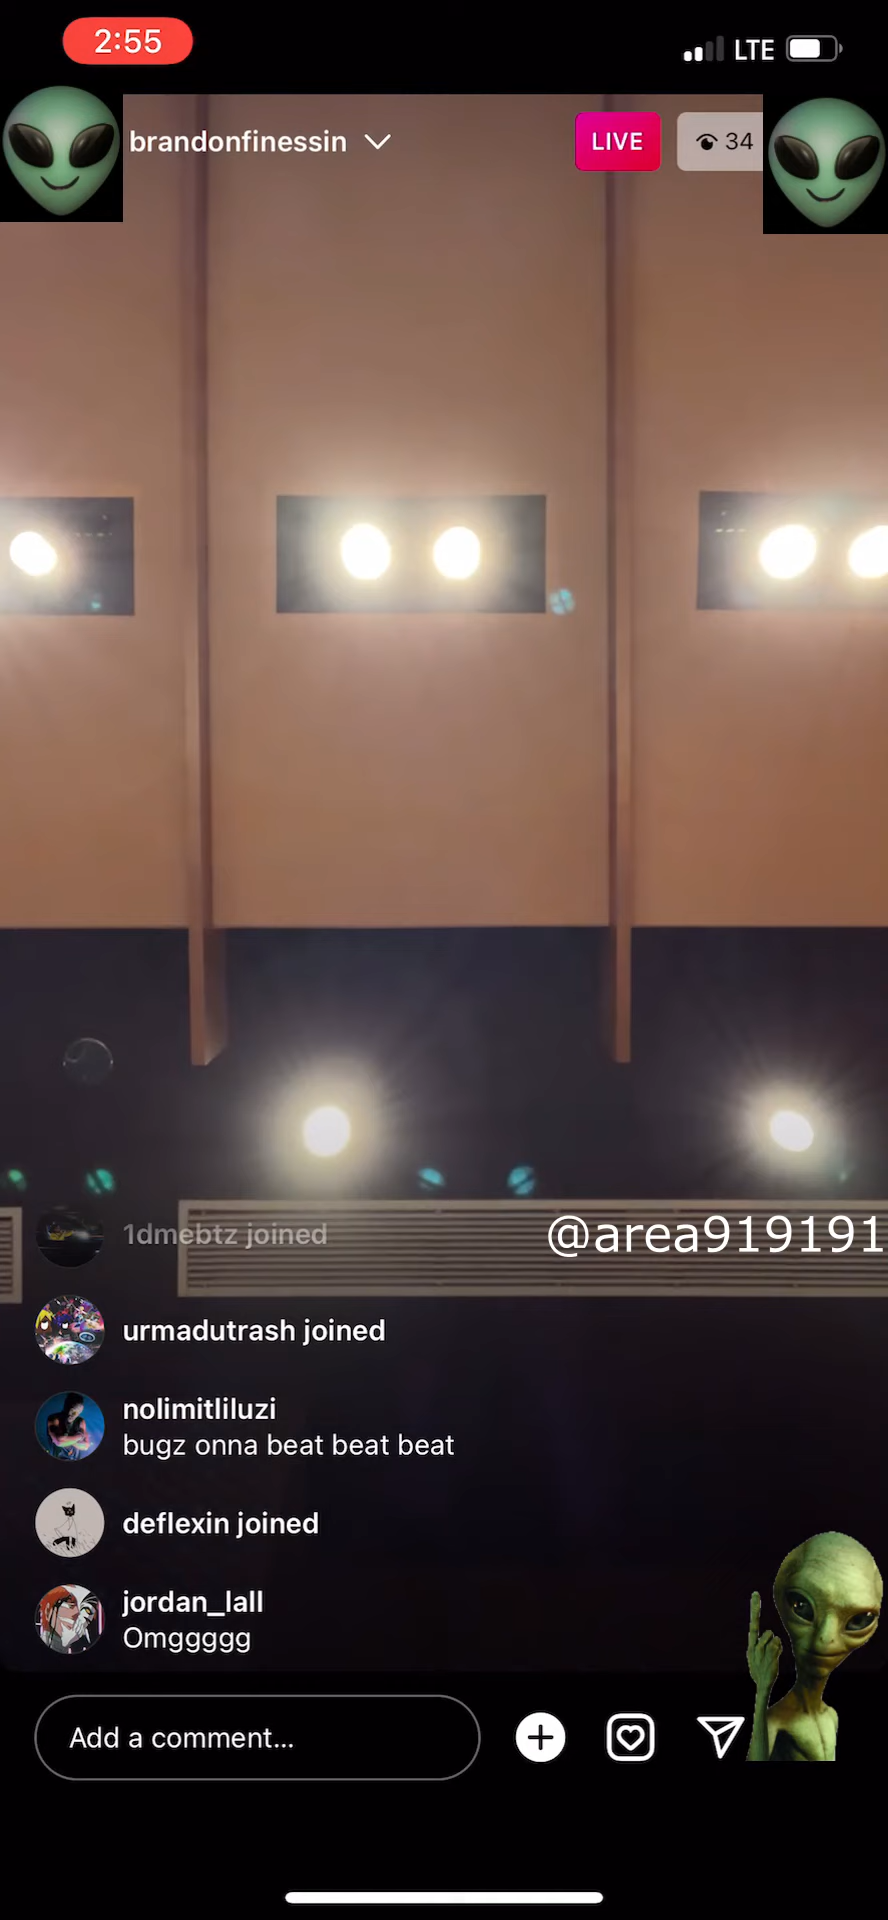 2:55
LTE
brandonfinessin
LIVE
34
1dmebtz joined
@area919191
urmadutrash joined
nolimitliluzi
bugz onna beat beat beat
deflexin joined
jordan_lall
Omggggg
Add a comment...